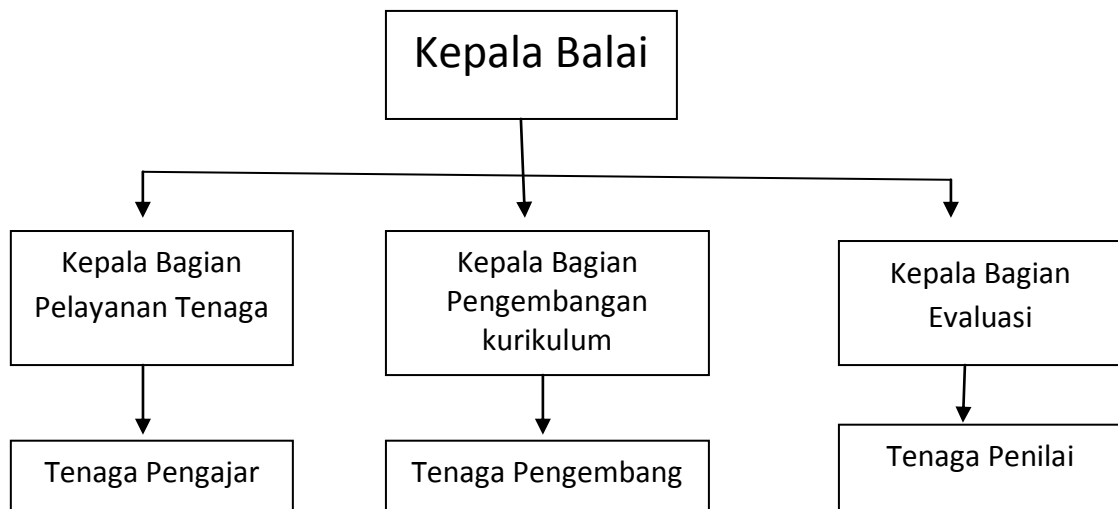 Kepala Balai
Kepala Bagian
Pelayanan Tenaga
Kepala Bagian
Pengembangan
kurikulum
Kepala Bagian
Evaluasi
Tenaga Pengajar
Tenaga Pengembang
Tenaga Penilai